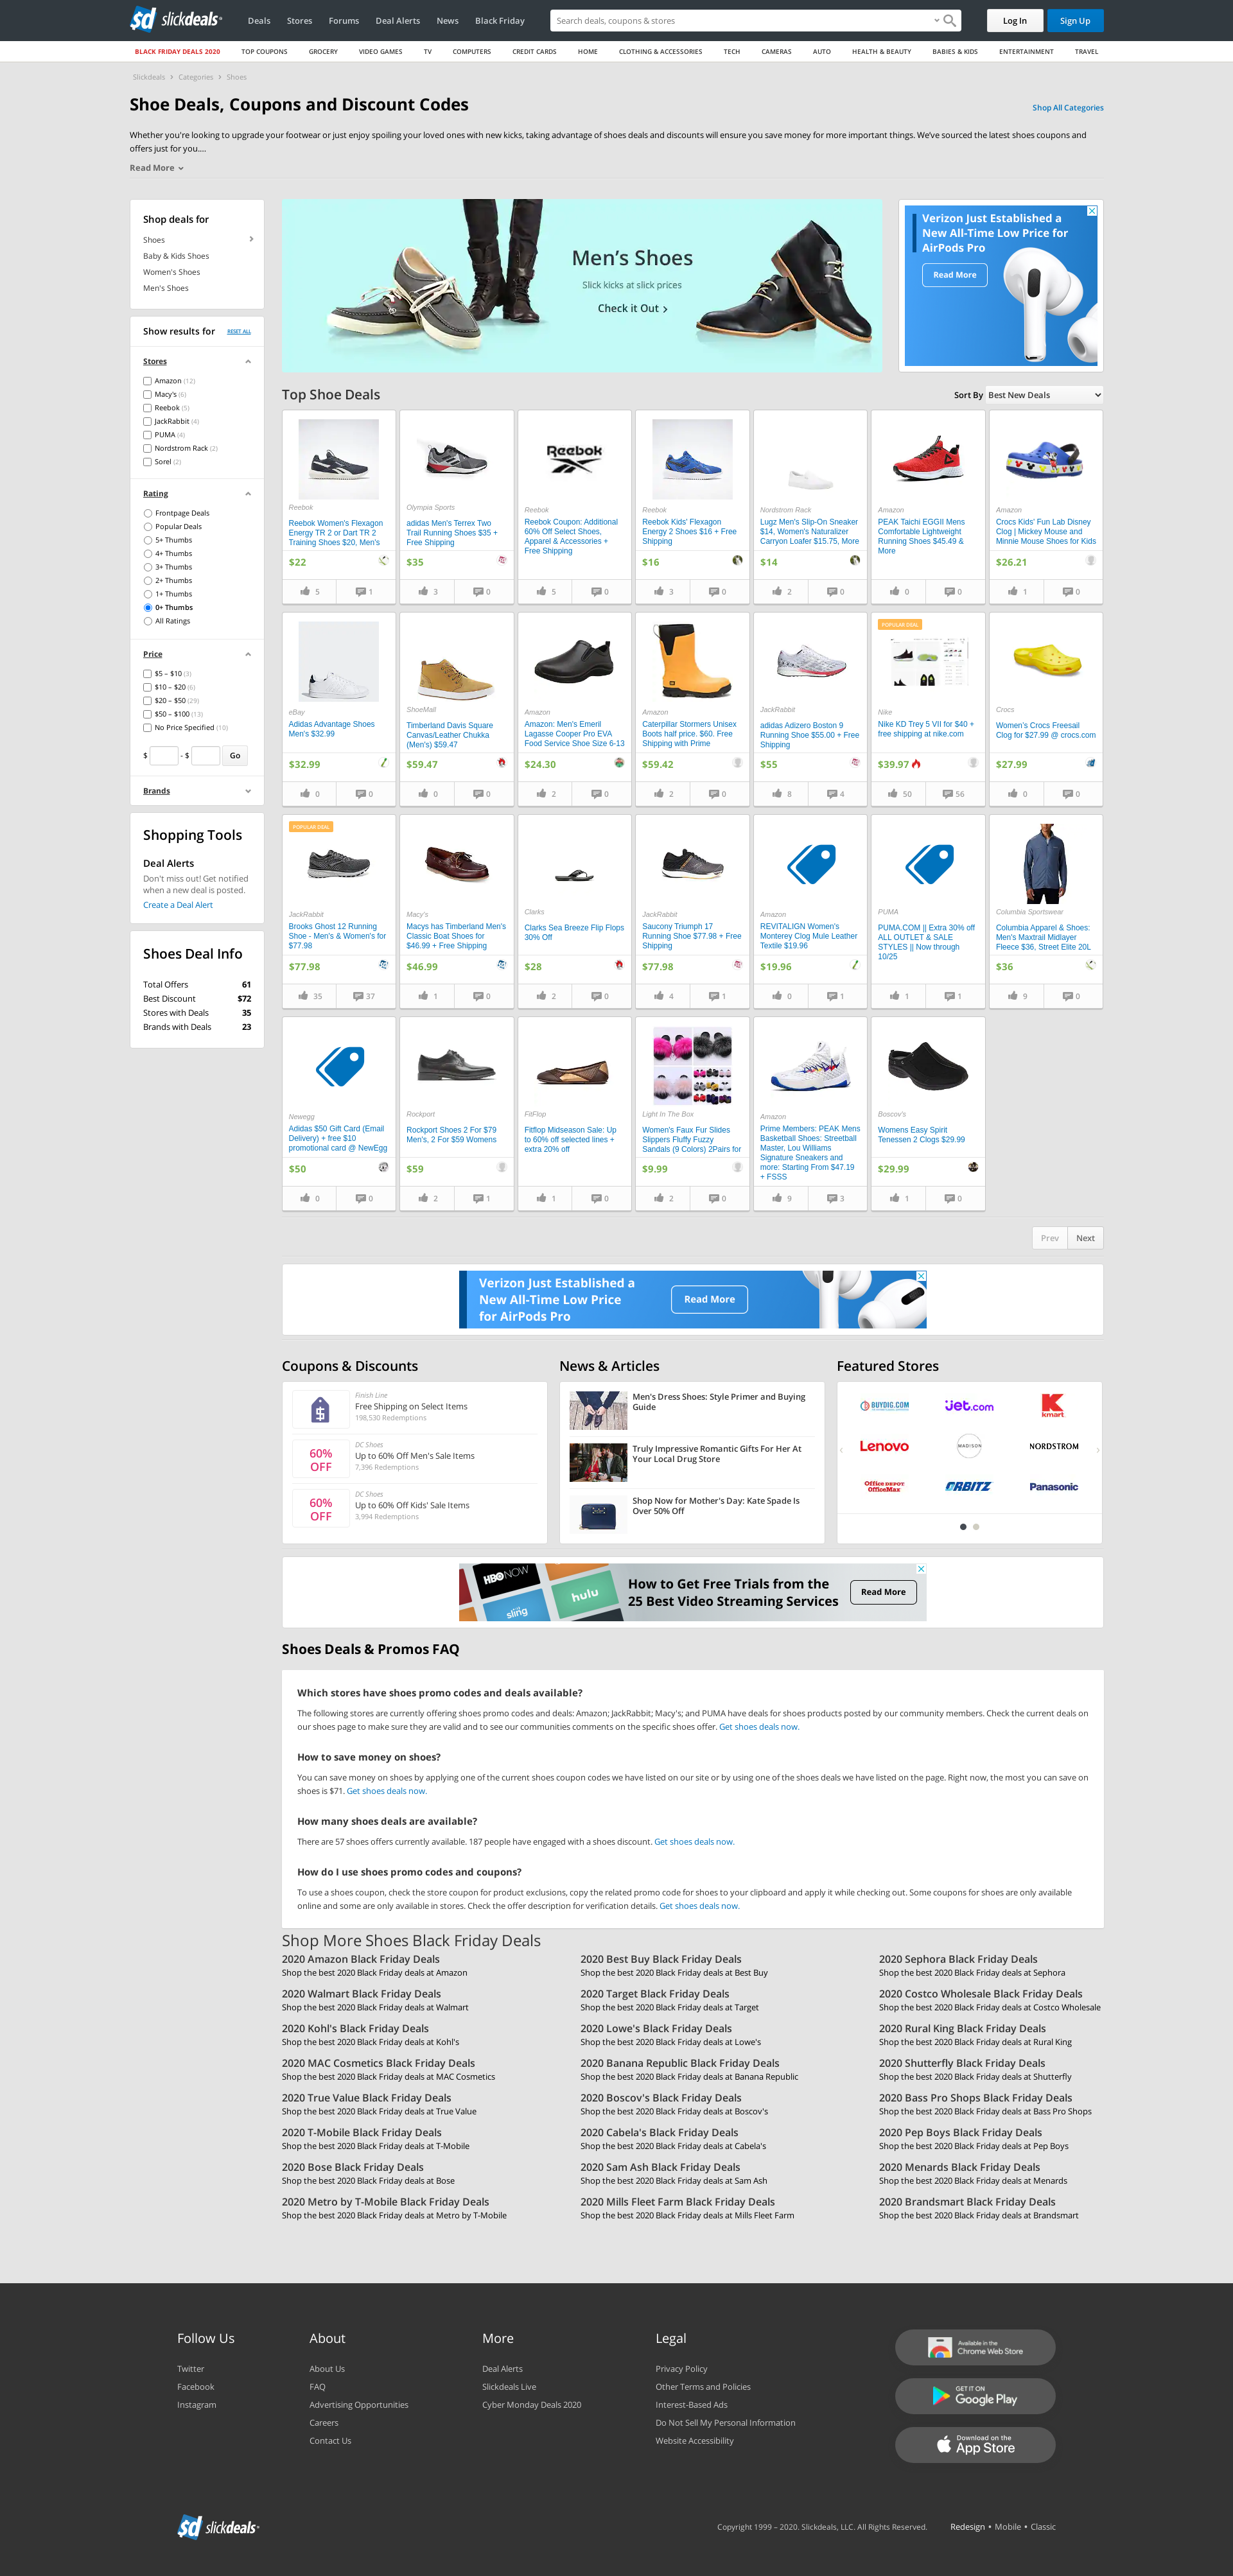 slickdeals
Deals
Stores
Forums
Deal Alerts
News
Black Friday
Search deals, coupons & stores
Log In
Sign Up
BLACK FRIDAY DEALS 2020
TOP COUPONS
GROCERY
VIDEO GAMES
TV
COMPUTERS
CREDIT CARDS
HOME
CLOTHING & ACCESSORIES
TECH
CAMERAS
AUTO
HEALTH & BEAUTY
BABIES & KIDS
ENTERTAINMENT
TRAVEL
Slickdeals > Categories > Shoes
Shoe Deals, Coupons and Discount Codes
Shop All Categories
Whether you're looking to upgrade your footwear or just enjoy spoiling your loved ones with new kicks, taking advantage of shoes deals and discounts will ensure you save money for more important things. We've sourced the latest shoes coupons and
offers just for you....
Read More
Shop deals for
Shoes
Baby & Kids Shoes
Women's Shoes
Men's Shoes
Show results for
RESET ALL
Stores
Amazon (12)
Macy's (6)
Reebok (5)
JackRabbit (4)
PUMA (4)
Nordstrom Rack (2)
Sorel (2)
Rating
Frontpage Deals
Popular Deals
5+ Thumbs
4+ Thumbs
3+ Thumbs
2+ Thumbs
1+ Thumbs
0+ Thumbs
All Ratings
Price
$5 – $10 (3)
$10 – $20 (6)
$20 – $50 (29)
$50 – $100 (13)
No Price Specified (10)
$ - $ Go
Brands
Shopping Tools
Deal Alerts
Don't miss out! Get notified
when a new deal is posted.
Create a Deal Alert
Shoes Deal Info
Total Offers 61
Best Discount $72
Stores with Deals 35
Brands with Deals 23
Men's Shoes
Slick kicks at slick prices
Check it Out >
Verizon Just Established a
New All-Time Low Price for
AirPods Pro
Read More
Top Shoe Deals
Sort By Best New Deals
Reebok
Reebok Women's Flexagon
Energy TR 2 or Dart TR 2
Training Shoes $20, Men's
$22
5 1
Olympia Sports
adidas Men's Terrex Two
Trail Running Shoes $35 +
Free Shipping
$35
3 0
Reebok
Reebok
Reebok Coupon: Additional
60% Off Select Shoes,
Apparel & Accessories +
Free Shipping
5 0
Reebok
Reebok Kids' Flexagon
Energy 2 Shoes $16 + Free
Shipping
$16
3 0
Nordstrom Rack
Lugz Men's Slip-On Sneaker
$14, Women's Naturalizer
Carryon Loafer $15.75, More
$14
2 0
Amazon
PEAK Taichi EGGII Mens
Comfortable Lightweight
Running Shoes $45.49 &
More
0 0
Amazon
Crocs Kids' Fun Lab Disney
Clog | Mickey Mouse and
Minnie Mouse Shoes for Kids
$26.21
1 0
eBay
Adidas Advantage Shoes
Men's $32.99
$32.99
0 0
ShoeMall
Timberland Davis Square
Canvas/Leather Chukka
(Men's) $59.47
$59.47
0 0
Amazon
Amazon: Men's Emeril
Lagasse Cooper Pro EVA
Food Service Shoe Size 6-13
$24.30
2 0
Amazon
Caterpillar Stormers Unisex
Boots half price. $60. Free
Shipping with Prime
$59.42
2 0
JackRabbit
adidas Adizero Boston 9
Running Shoe $55.00 + Free
Shipping
$55
8 4
POPULAR DEAL
Nike
Nike KD Trey 5 VII for $40 +
free shipping at nike.com
$39.97
50 56
Crocs
Women's Crocs Freesail
Clog for $27.99 @ crocs.com
$27.99
0 0
POPULAR DEAL
JackRabbit
Brooks Ghost 12 Running
Shoe - Men's & Women's for
$77.98
$77.98
35 37
Macy's
Macys has Timberland Men's
Classic Boat Shoes for
$46.99 + Free Shipping
$46.99
1 0
Clarks
Clarks Sea Breeze Flip Flops
30% Off
$28
2 0
JackRabbit
Saucony Triumph 17
Running Shoe $77.98 + Free
Shipping
$77.98
4 1
Amazon
REVITALIGN Women's
Monterey Clog Mule Leather
Textile $19.96
$19.96
0 1
PUMA
PUMA.COM || Extra 30% off
ALL OUTLET & SALE
STYLES || Now through
10/25
1 1
Columbia Sportswear
Columbia Apparel & Shoes:
Men's Maxtrail Midlayer
Fleece $36, Street Elite 20L
$36
9 0
Newegg
Adidas $50 Gift Card (Email
Delivery) + free $10
promotional card @ NewEgg
$50
0 0
Rockport
Rockport Shoes 2 For $79
Men's, 2 For $59 Womens
$59
2 1
FitFlop
Fitflop Midseason Sale: Up
to 60% off selected lines +
extra 20% off
1 0
Light In The Box
Women's Faux Fur Slides
Slippers Fluffy Fuzzy
Sandals (9 Colors) 2Pairs for
$9.99
2 0
Amazon
Prime Members: PEAK Mens
Basketball Shoes: Streetball
Master, Lou Williams
Signature Sneakers and
more: Starting From $47.19
+ FSSS
9 3
Boscov's
Womens Easy Spirit
Tenessen 2 Clogs $29.99
$29.99
1 0
Prev Next
Verizon Just Established a
New All-Time Low Price
for AirPods Pro
Read More
Coupons & Discounts
Finish Line
Free Shipping on Select Items
198,530 Redemptions
60%
OFF
DC Shoes
Up to 60% Off Men's Sale Items
7,396 Redemptions
60%
OFF
DC Shoes
Up to 60% Off Kids' Sale Items
3,994 Redemptions
News & Articles
Men's Dress Shoes: Style Primer and Buying
Guide
Truly Impressive Romantic Gifts For Her At
Your Local Drug Store
Shop Now for Mother's Day: Kate Spade Is
Over 50% Off
Featured Stores
BUYDIG.COM
Jet.com
Kmart
Lenovo
MADISON
NORDSTROM
Office DEPOT
OfficeMax
ORBITZ
Panasonic
HBO NOW
sling
hulu
How to Get Free Trials from the
25 Best Video Streaming Services
Read More
Shoes Deals & Promos FAQ
Which stores have shoes promo codes and deals available?
The following stores are currently offering shoes promo codes and deals: Amazon; JackRabbit; Macy's; and PUMA have deals for shoes products posted by our community members. Check the current deals on
our shoes page to make sure they are valid and to see our communities comments on the specific shoes offer. Get shoes deals now.
How to save money on shoes?
You can save money on shoes by applying one of the current shoes coupon codes we have listed on our site or by using one of the shoes deals we have listed on the page. Right now, the most you can save on
shoes is $71. Get shoes deals now.
How many shoes deals are available?
There are 57 shoes offers currently available. 187 people have engaged with a shoes discount. Get shoes deals now.
How do I use shoes promo codes and coupons?
To use a shoes coupon, check the store coupon for product exclusions, copy the related promo code for shoes to your clipboard and apply it while checking out. Some coupons for shoes are only available
online and some are only available in stores. Check the offer description for verification details. Get shoes deals now.
Shop More Shoes Black Friday Deals
2020 Amazon Black Friday Deals
Shop the best 2020 Black Friday deals at Amazon
2020 Best Buy Black Friday Deals
Shop the best 2020 Black Friday deals at Best Buy
2020 Sephora Black Friday Deals
Shop the best 2020 Black Friday deals at Sephora
2020 Walmart Black Friday Deals
Shop the best 2020 Black Friday deals at Walmart
2020 Target Black Friday Deals
Shop the best 2020 Black Friday deals at Target
2020 Costco Wholesale Black Friday Deals
Shop the best 2020 Black Friday deals at Costco Wholesale
2020 Kohl's Black Friday Deals
Shop the best 2020 Black Friday deals at Kohl's
2020 Lowe's Black Friday Deals
Shop the best 2020 Black Friday deals at Lowe's
2020 Rural King Black Friday Deals
Shop the best 2020 Black Friday deals at Rural King
2020 MAC Cosmetics Black Friday Deals
Shop the best 2020 Black Friday deals at MAC Cosmetics
2020 Banana Republic Black Friday Deals
Shop the best 2020 Black Friday deals at Banana Republic
2020 Shutterfly Black Friday Deals
Shop the best 2020 Black Friday deals at Shutterfly
2020 True Value Black Friday Deals
Shop the best 2020 Black Friday deals at True Value
2020 Boscov's Black Friday Deals
Shop the best 2020 Black Friday deals at Boscov's
2020 Bass Pro Shops Black Friday Deals
Shop the best 2020 Black Friday deals at Bass Pro Shops
2020 T-Mobile Black Friday Deals
Shop the best 2020 Black Friday deals at T-Mobile
2020 Cabela's Black Friday Deals
Shop the best 2020 Black Friday deals at Cabela's
2020 Pep Boys Black Friday Deals
Shop the best 2020 Black Friday deals at Pep Boys
2020 Bose Black Friday Deals
Shop the best 2020 Black Friday deals at Bose
2020 Sam Ash Black Friday Deals
Shop the best 2020 Black Friday deals at Sam Ash
2020 Menards Black Friday Deals
Shop the best 2020 Black Friday deals at Menards
2020 Metro by T-Mobile Black Friday Deals
Shop the best 2020 Black Friday deals at Metro by T-Mobile
2020 Mills Fleet Farm Black Friday Deals
Shop the best 2020 Black Friday deals at Mills Fleet Farm
2020 Brandsmart Black Friday Deals
Shop the best 2020 Black Friday deals at Brandsmart
Follow Us
Twitter
Facebook
Instagram
About
About Us
FAQ
Advertising Opportunities
Careers
Contact Us
More
Deal Alerts
Slickdeals Live
Cyber Monday Deals 2020
Legal
Privacy Policy
Other Terms and Policies
Interest-Based Ads
Do Not Sell My Personal Information
Website Accessibility
Available in the
Chrome Web Store
GET IT ON
Google Play
Download on the
App Store
slickdeals
Copyright 1999 – 2020. Slickdeals, LLC. All Rights Reserved.
Redesign • Mobile • Classic